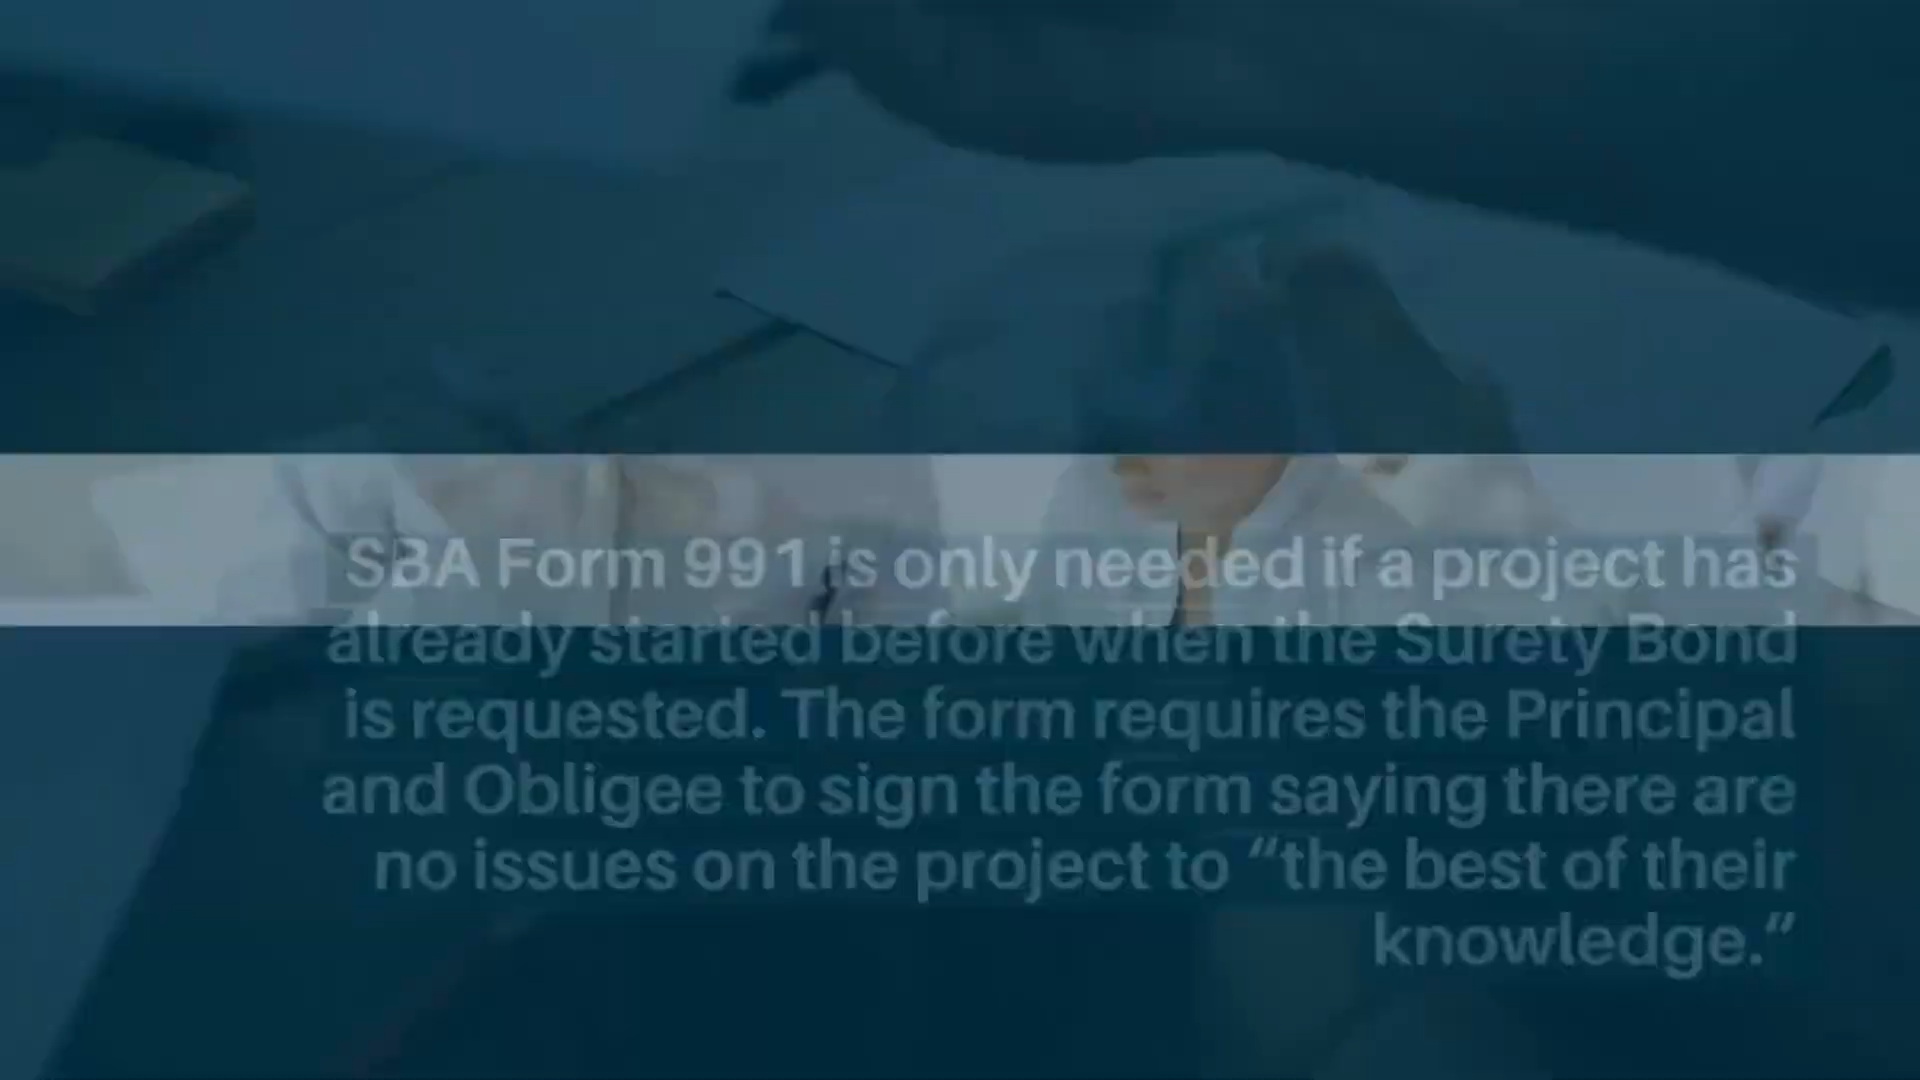 SBA Form 991 is only needed if a project has
already started before when the Surety Bond
is requested. The form requires the Principal
and Obligee to sign the form saying there are
no issues on the project to “the best of their
knowledge.”